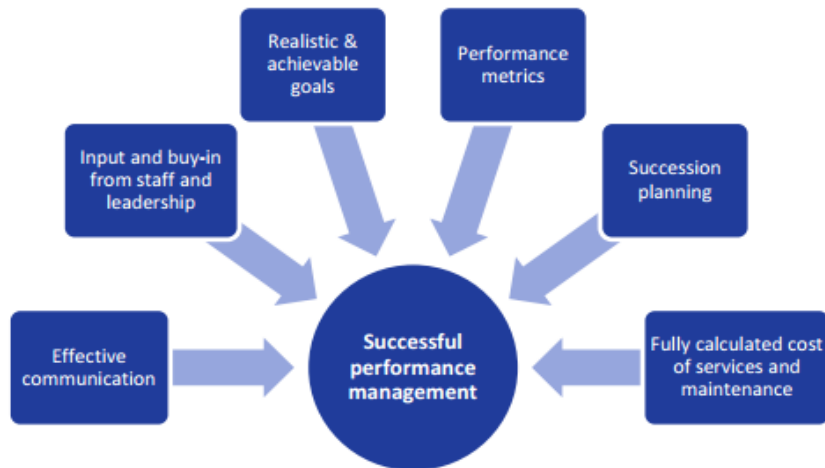 Realistic &
achievable
goals
Performance
metrics
Input and buy-in
from staff and
leadership
Succession
planning
Effective
communication
Successful
performance
management
Fully calculated cost
of services and
maintenance